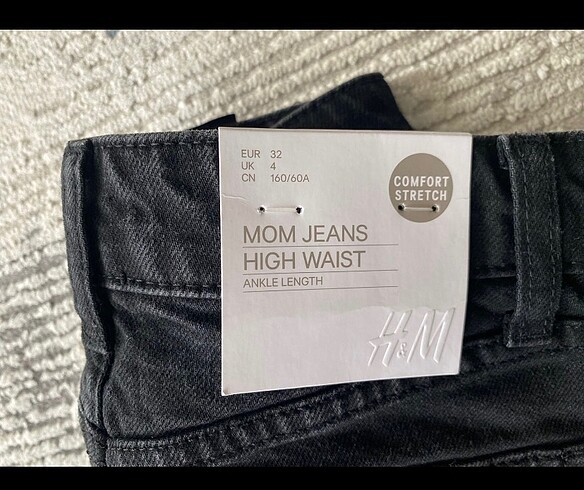 EUR 32
UK 4
CN 160/60A
COMFORT
STRETCH
MOM JEANS
HIGH WAIST
ANKLE LENGTH
H&M